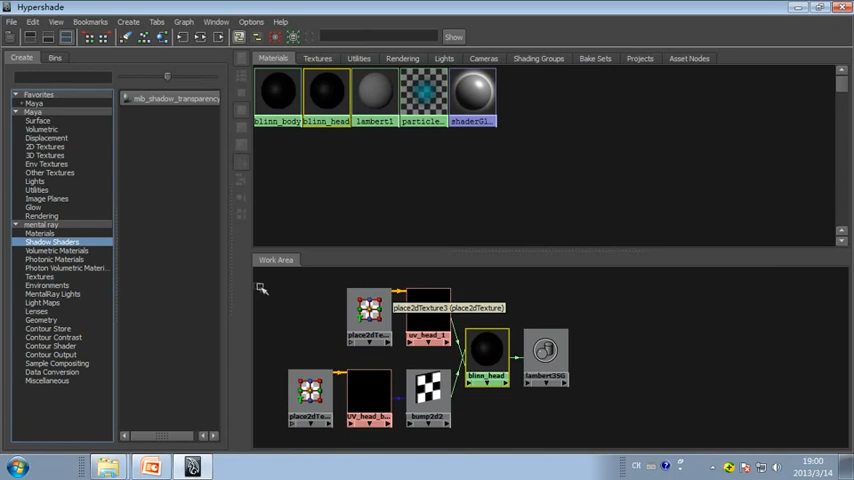 Hypershade
File View Bookmarks Create Tabs Graph Window Options Help
Show
Create Bins
Materials Textures Utilities Rendering Lights Cameras Shading Groups Bake Sets Projects Asset Nodes
Favorites
Maya
Maya
Surface
Volumetric
Displacement
2D Textures
3D Textures
Env Textures
Other Textures
Lights
Utilities
Image Planes
Glow
Rendering
mental ray
Materials
Shadow Shaders
Volumetric Materials
Photonic Materials
Photon Volumetric Materi...
Textures
Environments
MentalRay Lights
Light Maps
Lenses
Geometry
Contour Store
Contour Contrast
Contour Shader
Contour Output
Sample Compositing
Data Conversion
Miscellaneous
mib_shadow_transparency
blinn_body blinn_head lambert1 particle... shaderGl...
Work Area
place2dTexture3 (place2dTexture)
place2dTe... uv_head_1
blinn_head lambert3SG
place2dTe... UV_head_b... bump2d2
CH
19:00
2013/3/14